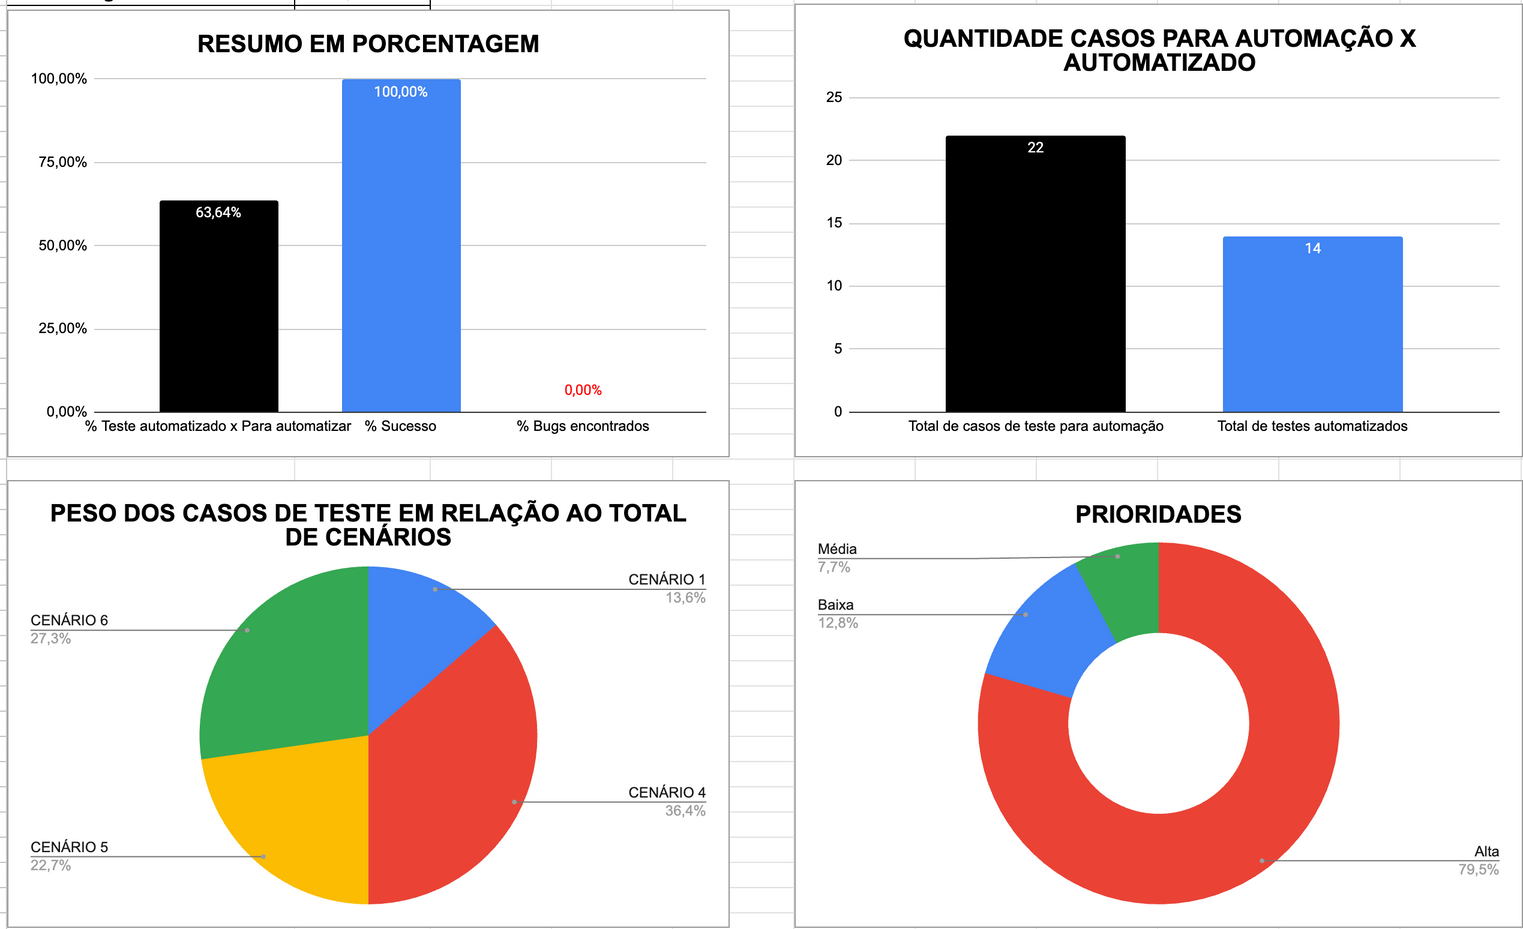 RESUMO EM PORCENTAGEM
100,00%
75,00%
50,00%
25,00%
0,00%
63,64%
100,00%
0,00%
% Teste automatizado x Para automatizar
% Sucesso
% Bugs encontrados
QUANTIDADE CASOS PARA AUTOMAÇÃO X
AUTOMATIZADO
25
20
15
10
5
0
22
14
Total de casos de teste para automação
Total de testes automatizados
PESO DOS CASOS DE TESTE EM RELAÇÃO AO TOTAL
DE CENÁRIOS
CENÁRIO 1
13,6%
CENÁRIO 6
27,3%
CENÁRIO 4
36,4%
CENÁRIO 5
22,7%
PRIORIDADES
Média
7,7%
Baixa
12,8%
Alta
79,5%